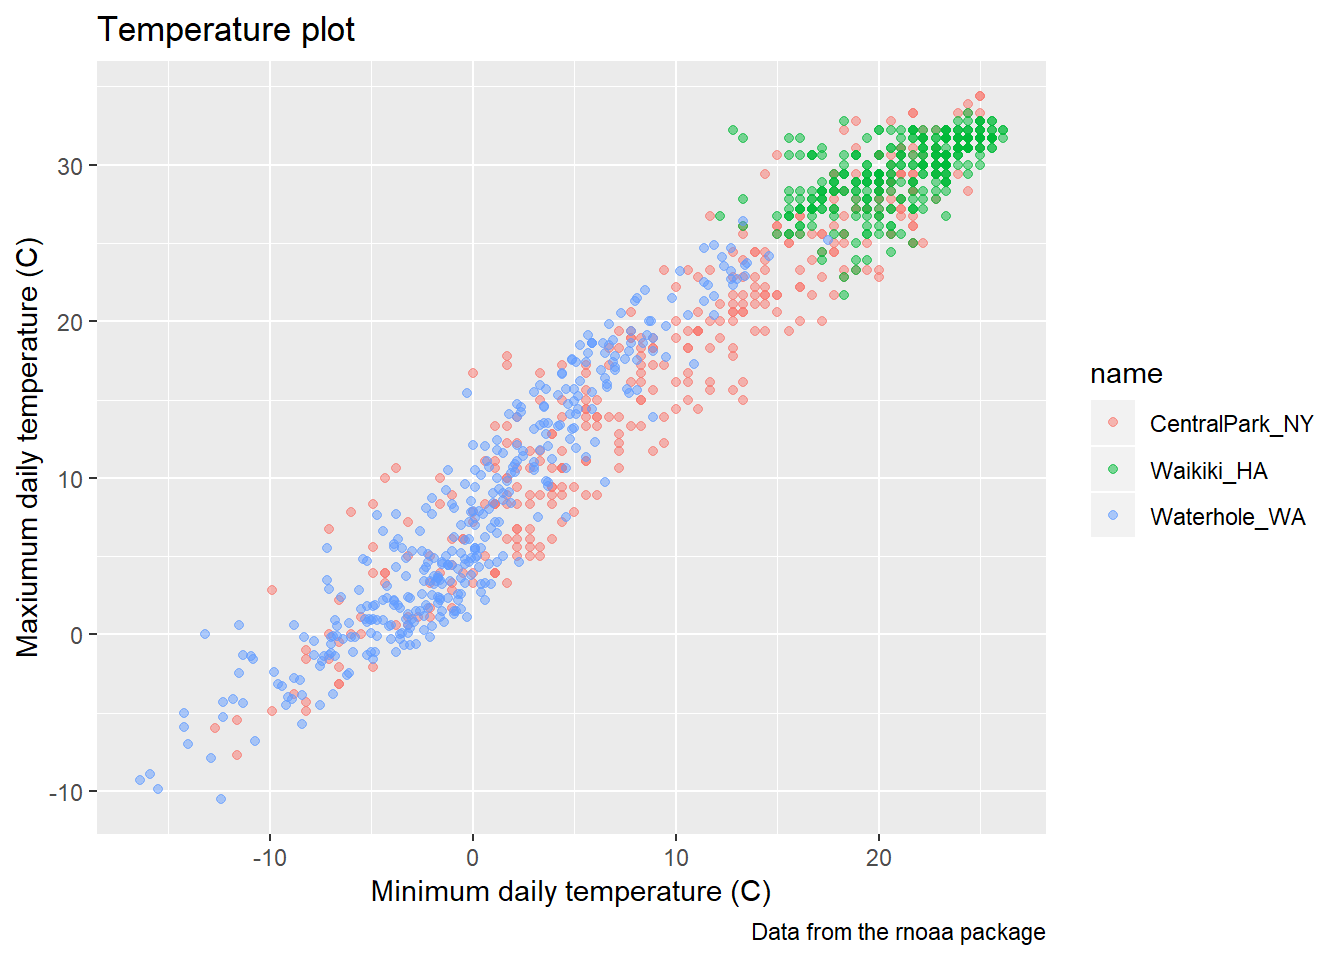 Temperature plot
Maxiumum daily temperature (C)
30
20
10
0
-10
-10
0
10
20
Minimum daily temperature (C)
Data from the rnoaa package
name
CentralPark_NY
Waikiki_HA
Waterhole_WA